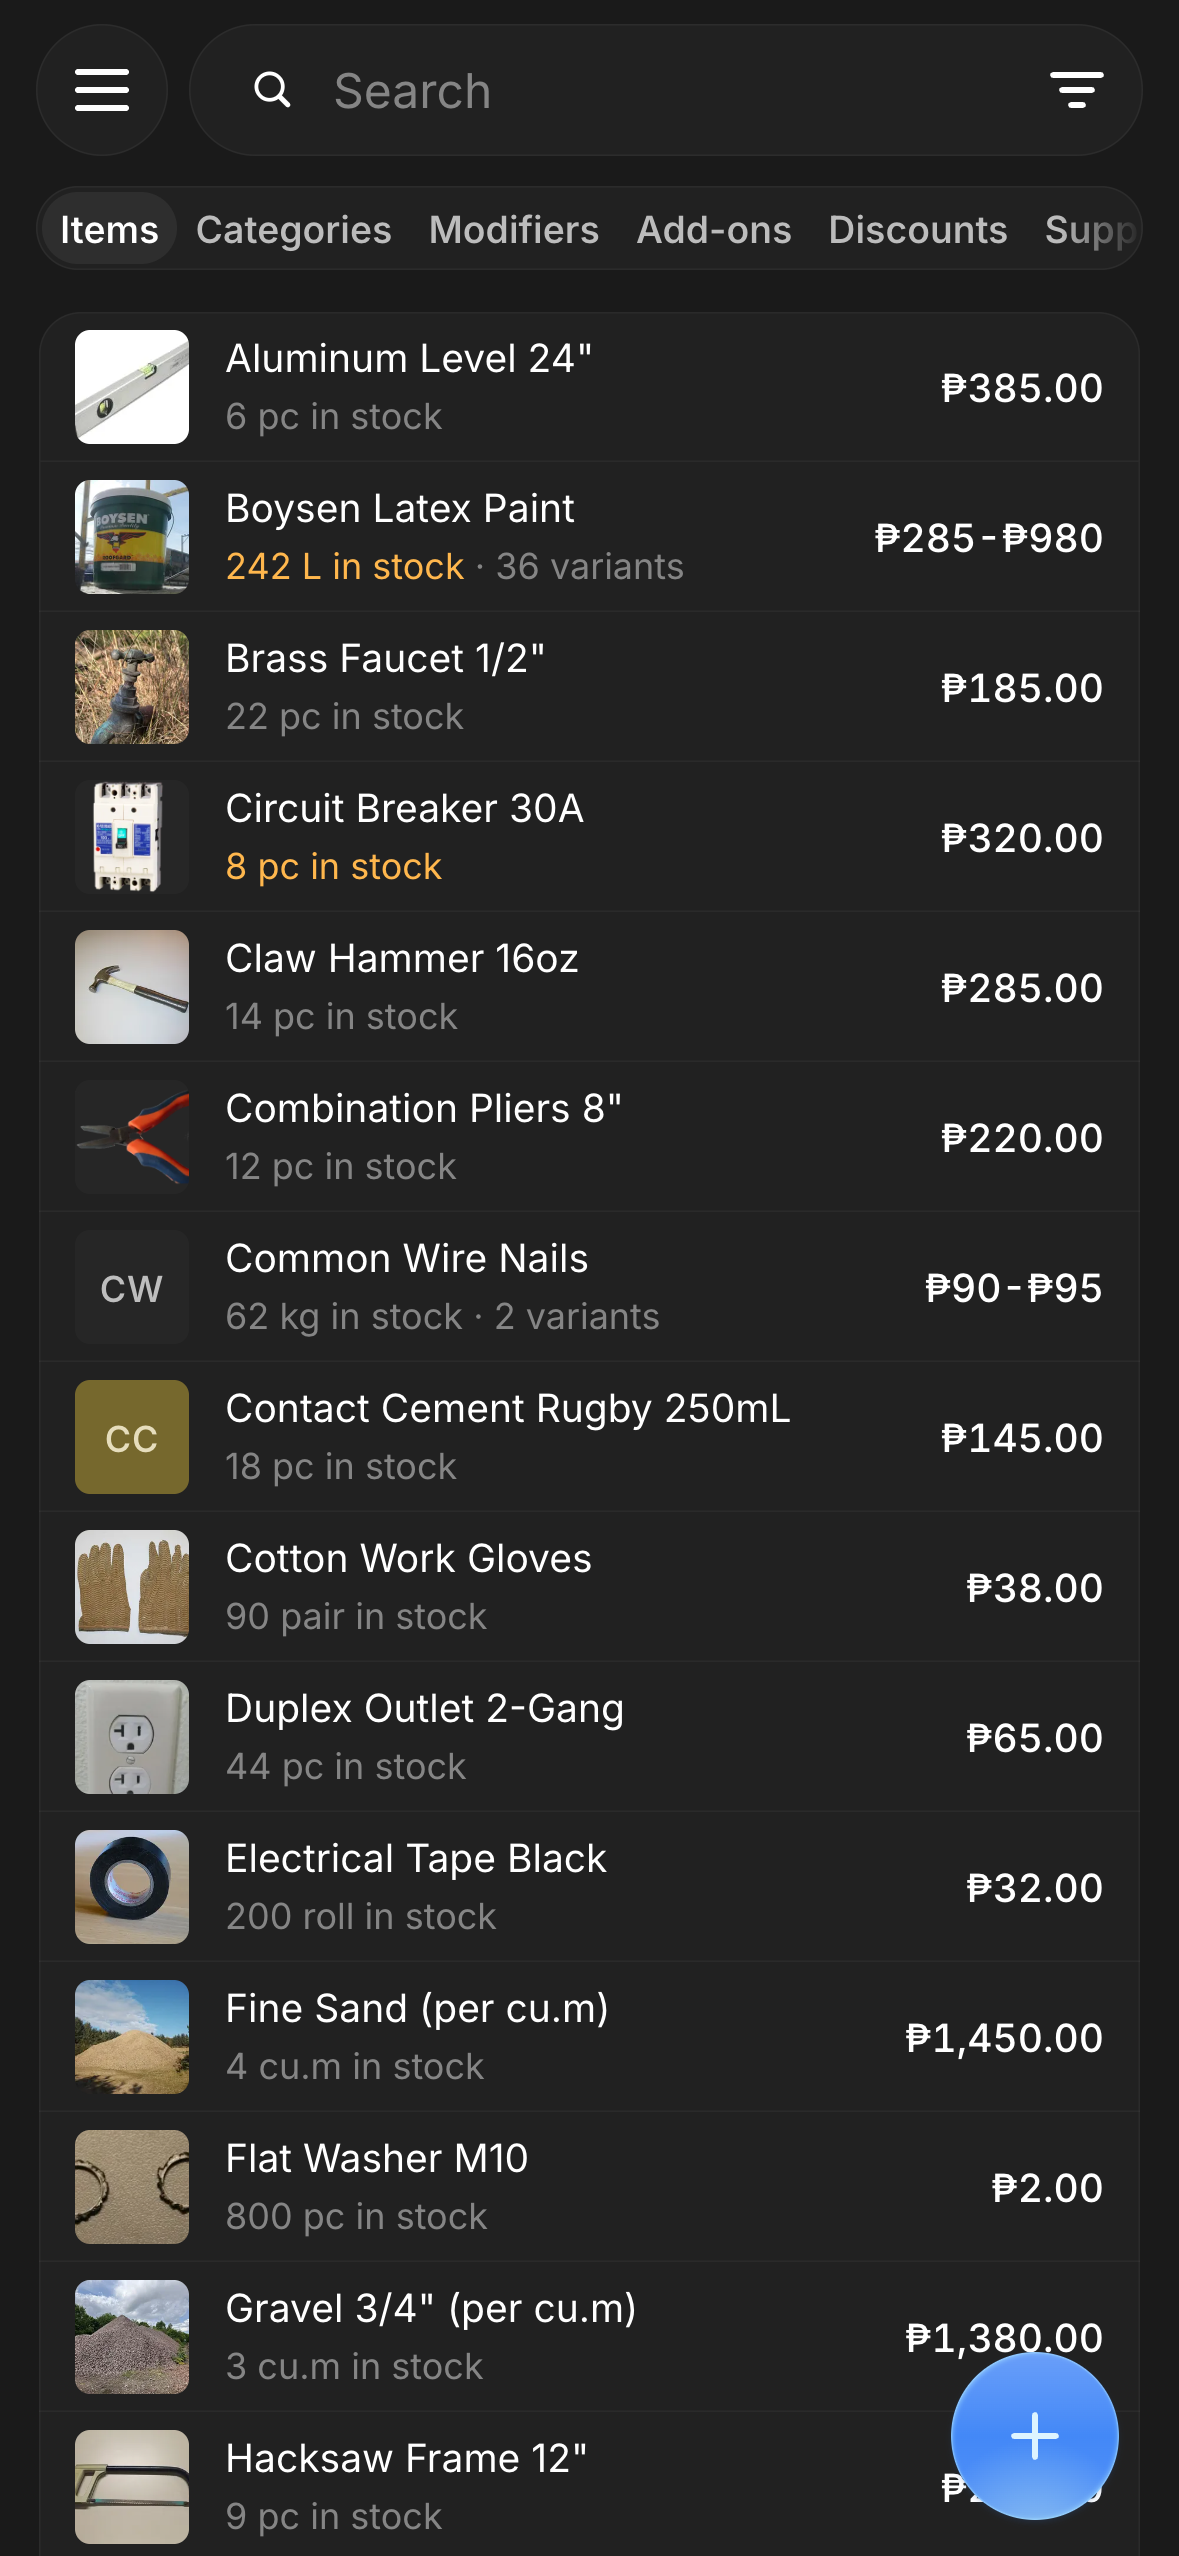 Search
Items Categories Modifiers Add-ons Discounts Supp
Aluminum Level 24"
6 pc in stock
₱385.00
BOYSEN
Boysen Latex Paint
242 L in stock · 36 variants
₱285-₱980
Brass Faucet 1/2"
22 pc in stock
₱185.00
Circuit Breaker 30A
8 pc in stock
₱320.00
Claw Hammer 16oz
14 pc in stock
₱285.00
Combination Pliers 8"
12 pc in stock
₱220.00
CW
Common Wire Nails
62 kg in stock · 2 variants
₱90-₱95
CC
Contact Cement Rugby 250mL
18 pc in stock
₱145.00
Cotton Work Gloves
90 pair in stock
₱38.00
Duplex Outlet 2-Gang
44 pc in stock
₱65.00
Electrical Tape Black
200 roll in stock
₱32.00
Fine Sand (per cu.m)
4 cu.m in stock
₱1,450.00
Flat Washer M10
800 pc in stock
₱2.00
Gravel 3/4" (per cu.m)
3 cu.m in stock
₱1,380.00
Hacksaw Frame 12"
9 pc in stock